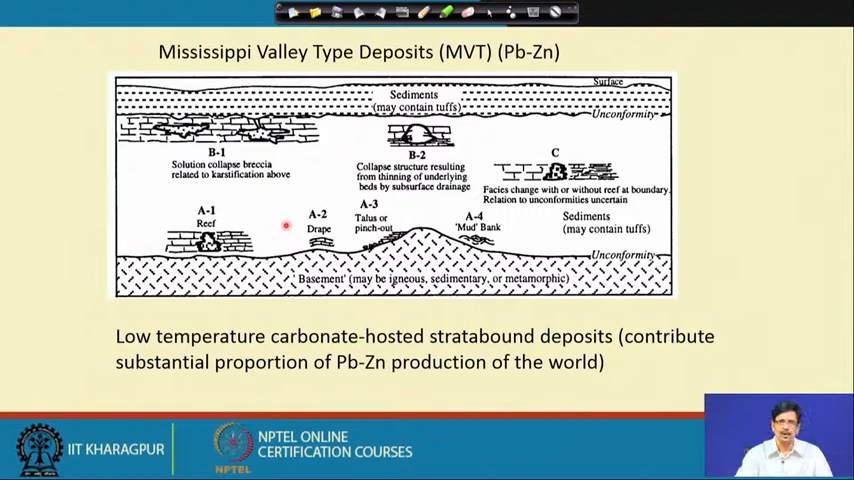 Mississippi Valley Type Deposits (MVT) (Pb-Zn)
Surface
Sediments
(may contain tuffs)
Unconformity
B-1
Solution collapse breccia
related to karstification above
B-2
Collapse structure resulting
from thinning of underlying
beds by subsurface drainage
C
Facies change with or without reef at boundary.
Relation to unconformities uncertain
A-1
Reef
A-2
Drape
A-3
Talus or
pinch-out
A-4
'Mud' Bank
Sediments
(may contain tuffs)
Unconformity
'Basement' (may be igneous, sedimentary, or metamorphic)
Low temperature carbonate-hosted stratabound deposits (contribute
substantial proportion of Pb-Zn production of the world)
IIT KHARAGPUR
NPTEL
NPTEL ONLINE
CERTIFICATION COURSES